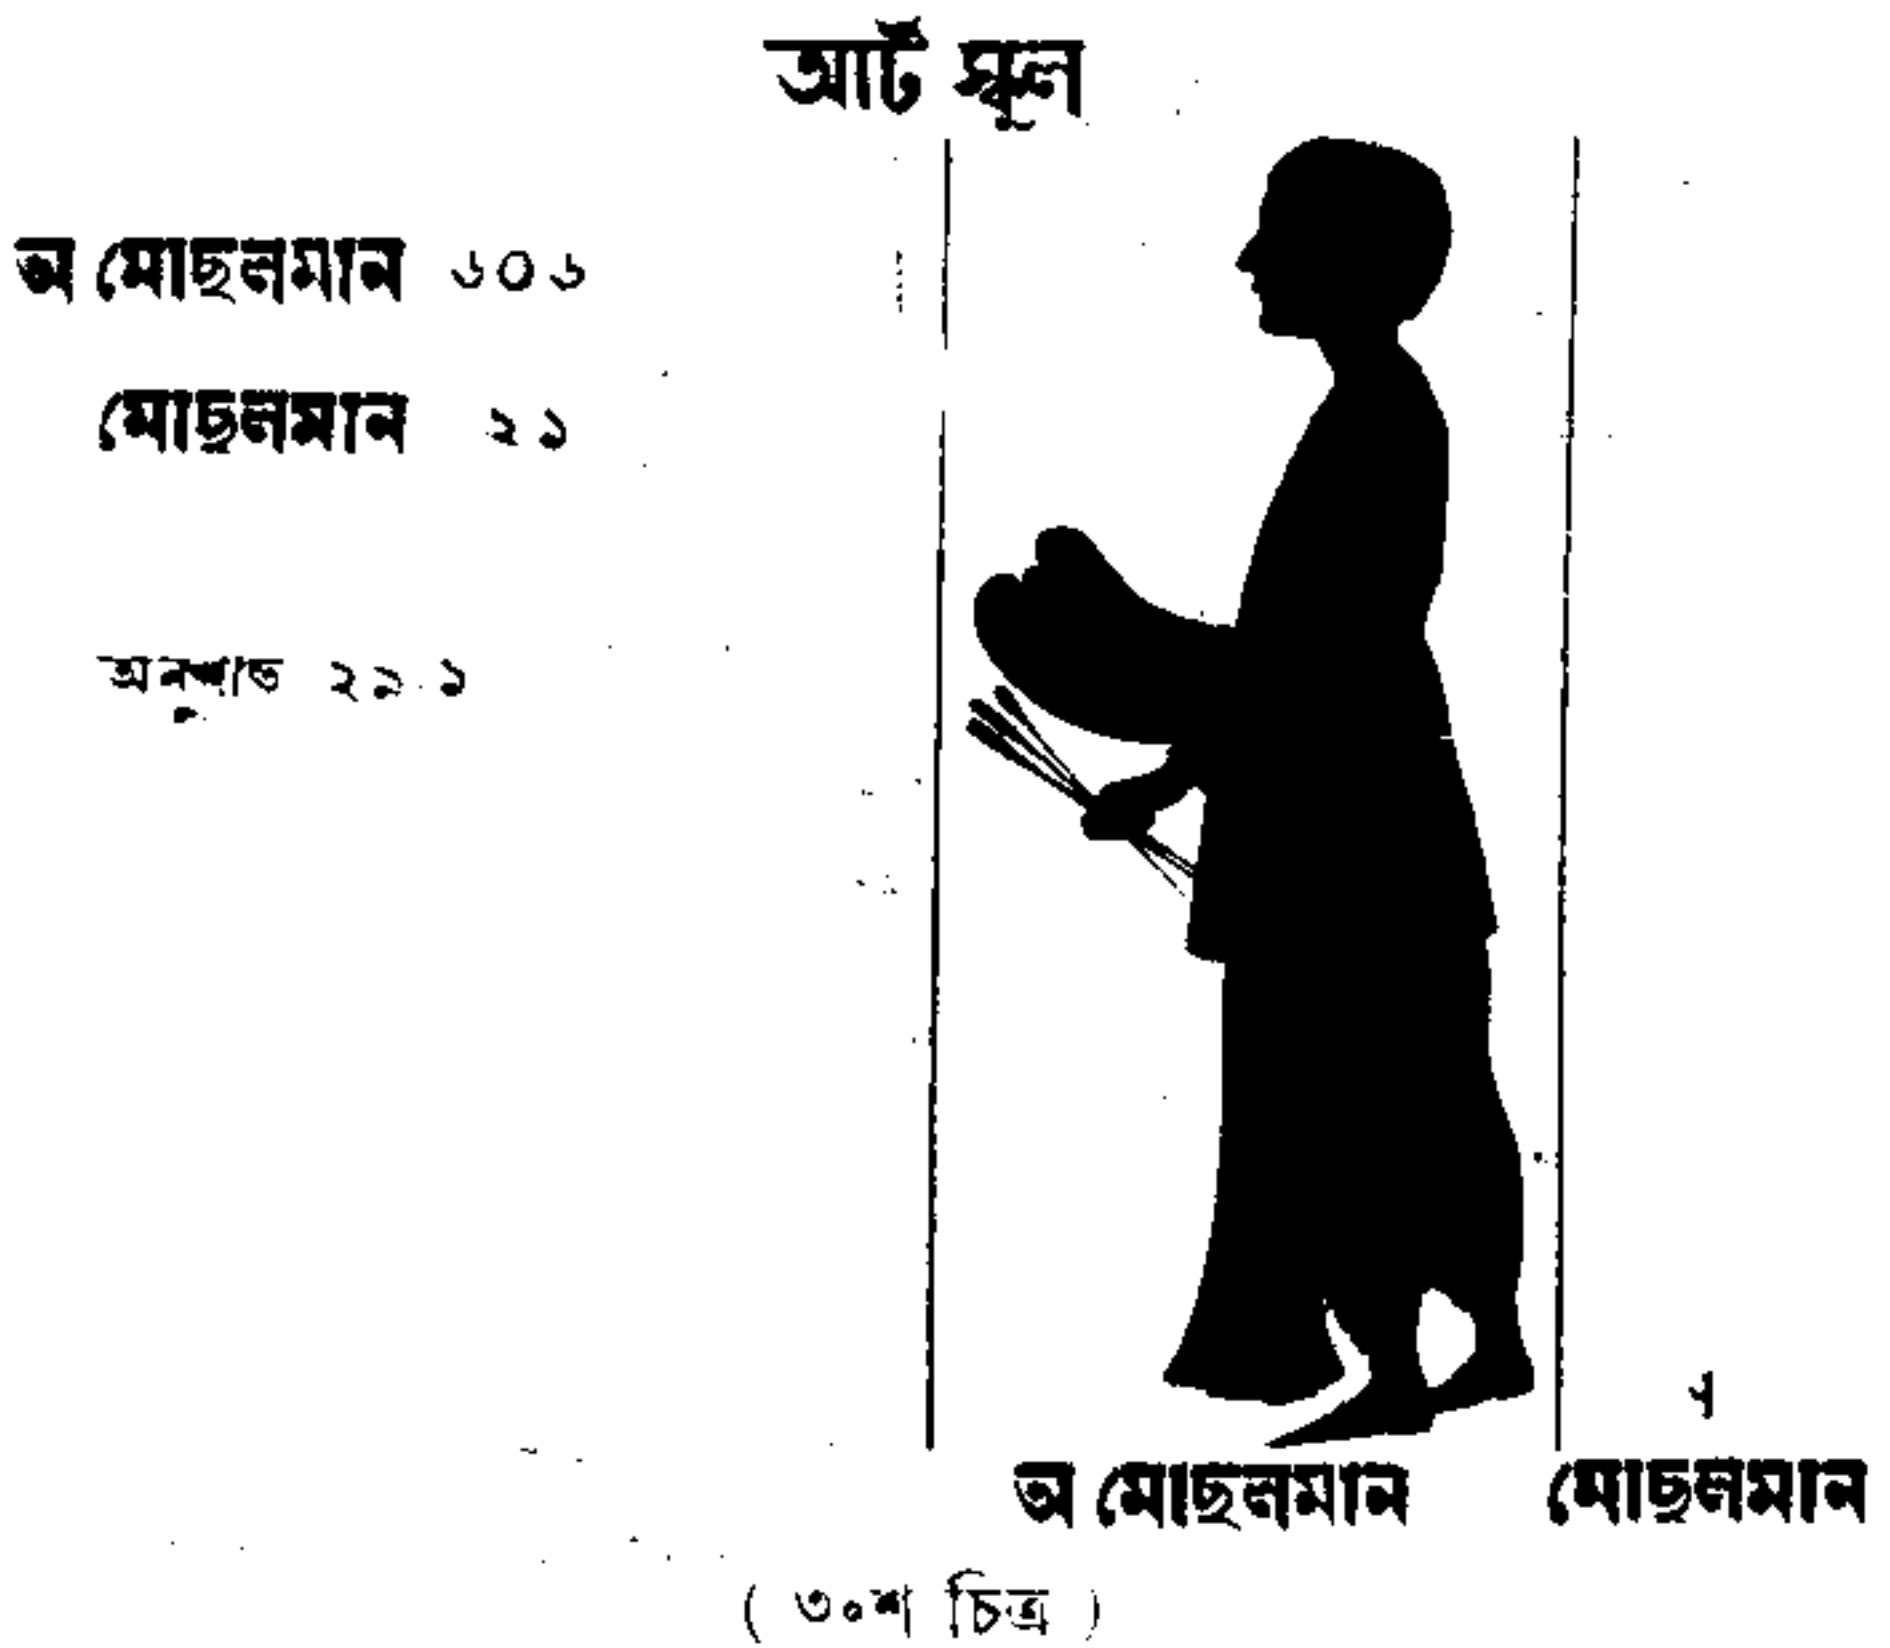 আর্ট স্কুল
অ মোছলমান ৬০৬
মোছলমান ২১
অনুপাত ২৯ ১
অ মোছলমান মোছলমান
( ৩০শ চিত্র )